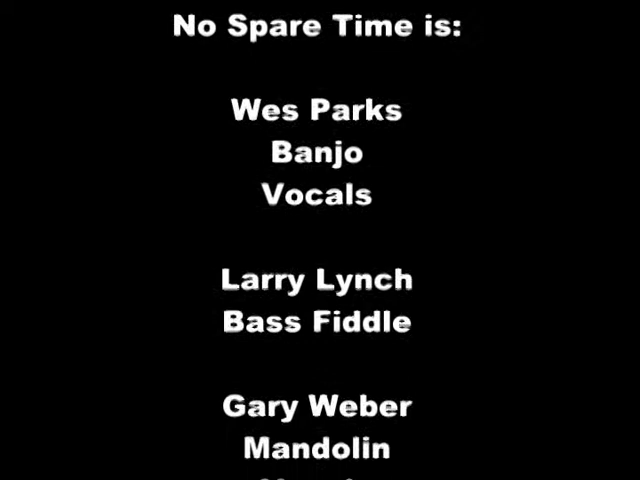 No Spare Time is:
Wes Parks
Banjo
Vocals
Larry Lynch
Bass Fiddle
Gary Weber
Mandolin